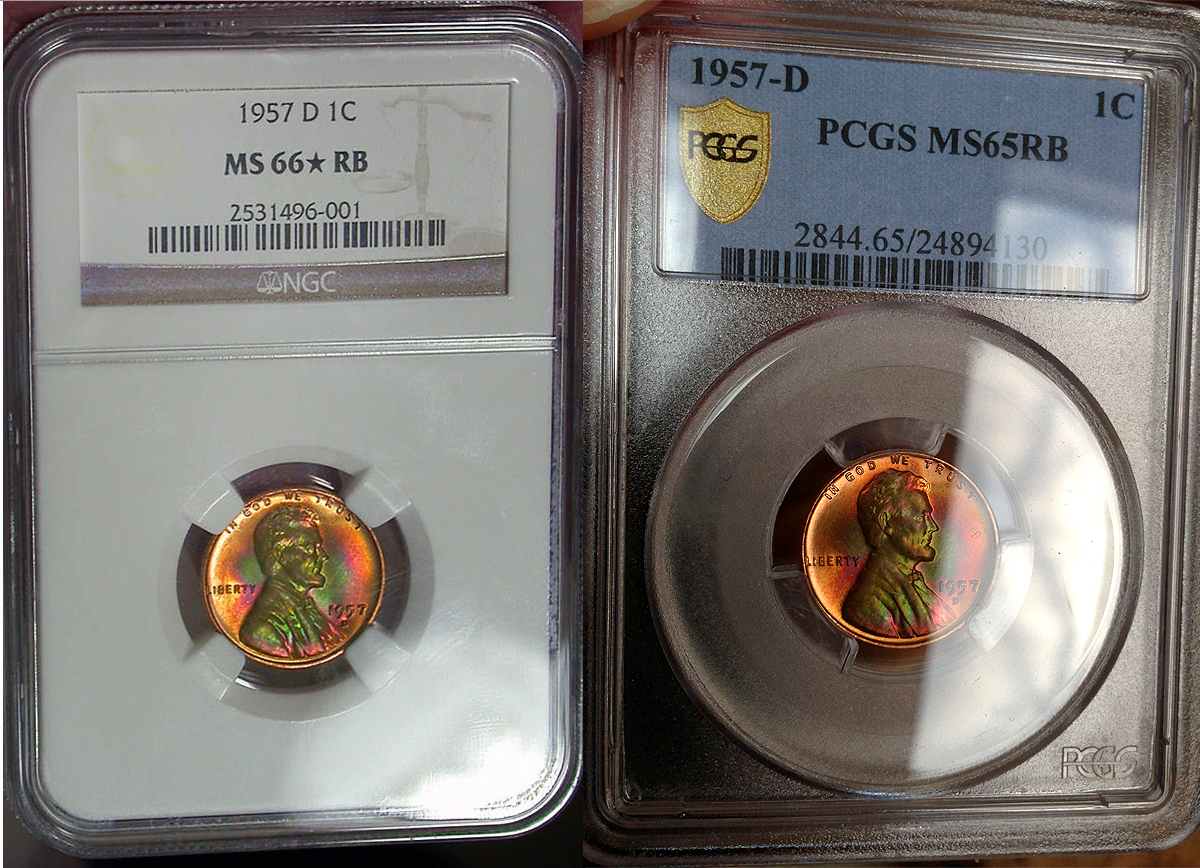 1957 D 1C
MS 66★ RB
2531496-001
NGC
IN GOD WE TRUST
LIBERTY
1957
D
1957-D
1C
PCGS
PCGS MS65RB
2844.65/24894130
IN GOD WE TRUST
LIBERTY
1957
D
PCGS